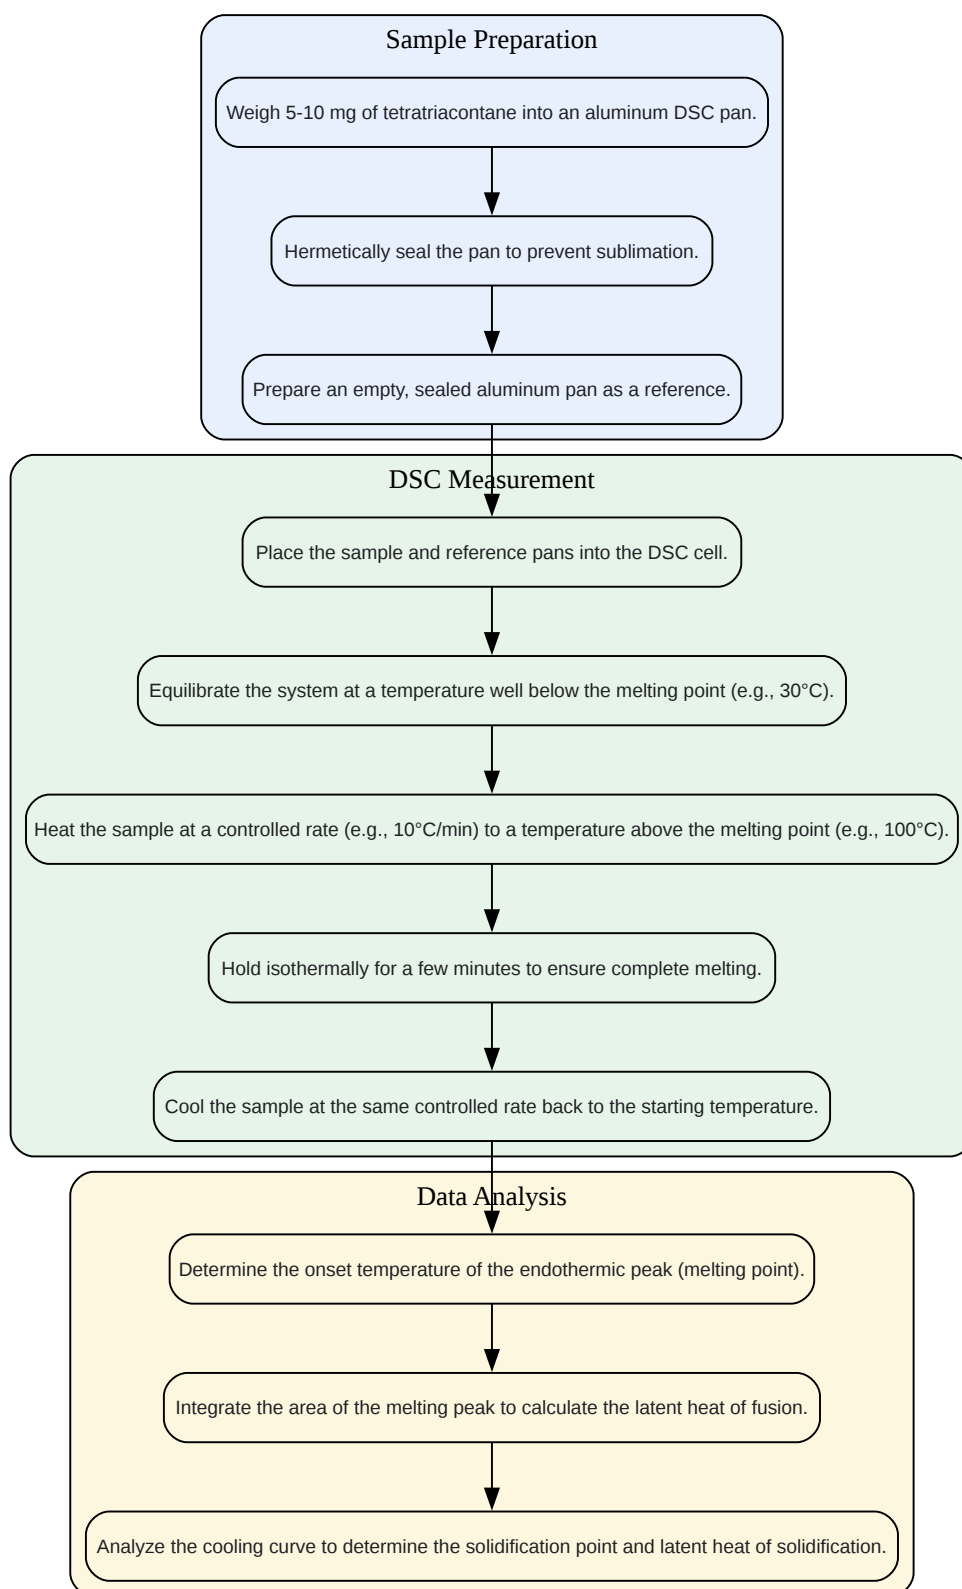 Sample Preparation
Weigh 5-10 mg of tetratriacontane into an aluminum DSC pan.
Hermetically seal the pan to prevent sublimation.
Prepare an empty, sealed aluminum pan as a reference.
DSC Measurement
Place the sample and reference pans into the DSC cell.
Equilibrate the system at a temperature well below the melting point (e.g., 30°C).
Heat the sample at a controlled rate (e.g., 10°C/min) to a temperature above the melting point (e.g., 100°C).
Hold isothermally for a few minutes to ensure complete melting.
Cool the sample at the same controlled rate back to the starting temperature.
Data Analysis
Determine the onset temperature of the endothermic peak (melting point).
Integrate the area of the melting peak to calculate the latent heat of fusion.
Analyze the cooling curve to determine the solidification point and latent heat of solidification.